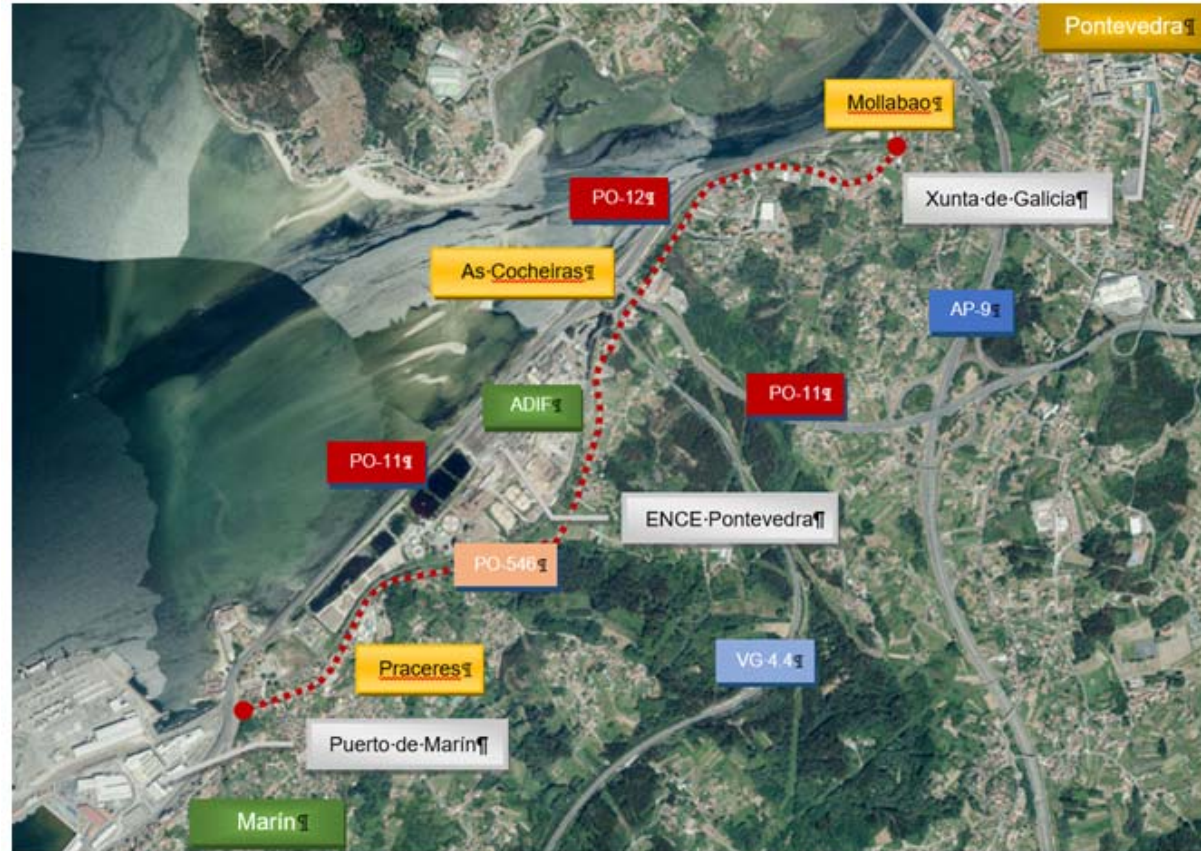 Pontevedra¶
Mollabao¶
Xunta·de·Galicia¶
PO-12¶
As·Cocheiras¶
AP-9¶
ADIF¶
PO-11¶
PO-11¶
ENCE·Pontevedra¶
PO-546¶
VG·4.4¶
Praceres¶
Puerto·de·Marín¶
Marín¶